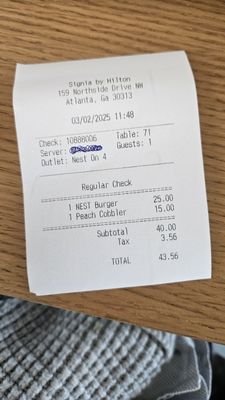 Signia by Hilton
159 Northside Drive NW
Atlanta, Ga 30313
03/02/2025 11:48
Check: 10888006 Table: 71
Server: Guests: 1
Outlet: Nest On 4
Regular Check
1 NEST Burger 25.00
1 Peach Cobbler 15.00
Subtotal 40.00
Tax 3.56
TOTAL 43.56